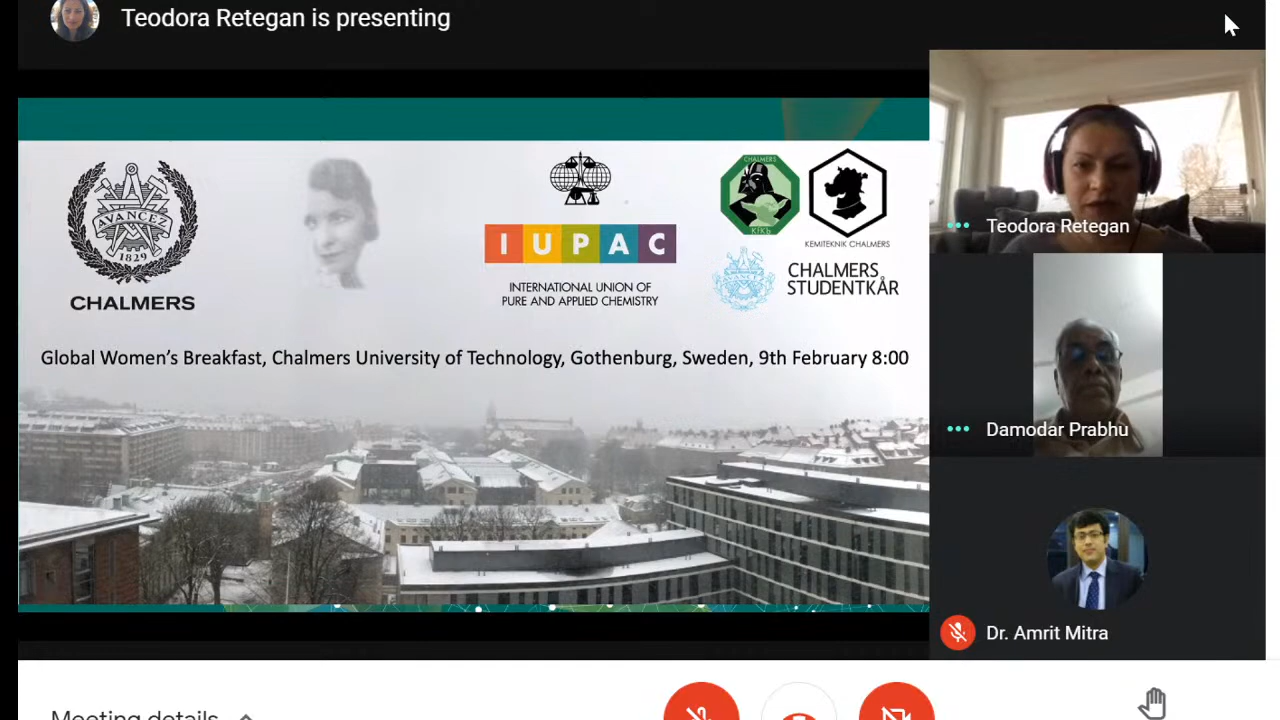 Teodora Retegan is presenting
AVANCEZ
1829
CHALMERS
IUPAC
INTERNATIONAL UNION OF
PURE AND APPLIED CHEMISTRY
CHALMERS
KfKb
KEMITEKNIK CHALMERS
CHALMERS
STUDENTKÅR
Global Women's Breakfast, Chalmers University of Technology, Gothenburg, Sweden, 9th February 8:00
Teodora Retegan
Damodar Prabhu
Dr. Amrit Mitra
Meeting details